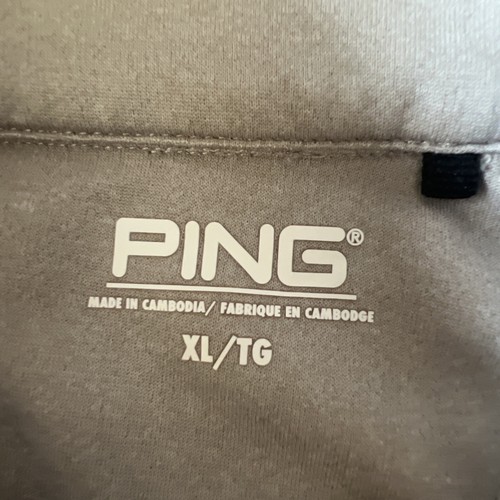 PING®
MADE IN CAMBODIA/ FABRIQUE EN CAMBODGE
XL/TG